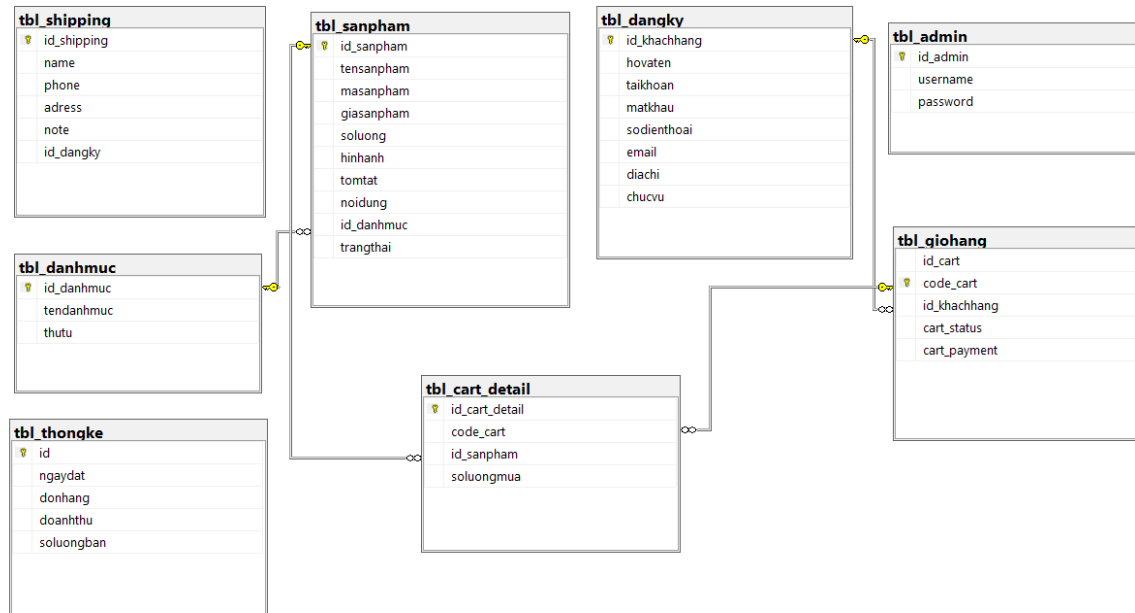 tbl_shipping
id_shipping
name
phone
adress
note
id_dangky
tbl_sanpham
id_sanpham
tensanpham
masanpham
giasanpham
soluong
hinhanh
tomtat
noidung
id_danhmuc
trangthai
tbl_dangky
id_khachhang
hovaten
taikhoan
matkhau
sodienthoai
email
diachi
chucvu
tbl_admin
id_admin
username
password
tbl_danhmuc
id_danhmuc
tendanhmuc
thutu
tbl_giohang
id_cart
code_cart
id_khachhang
cart_status
cart_payment
tbl_cart_detail
id_cart_detail
code_cart
id_sanpham
soluongmua
tbl_thongke
id
ngaydat
donhang
doanhthu
soluongban